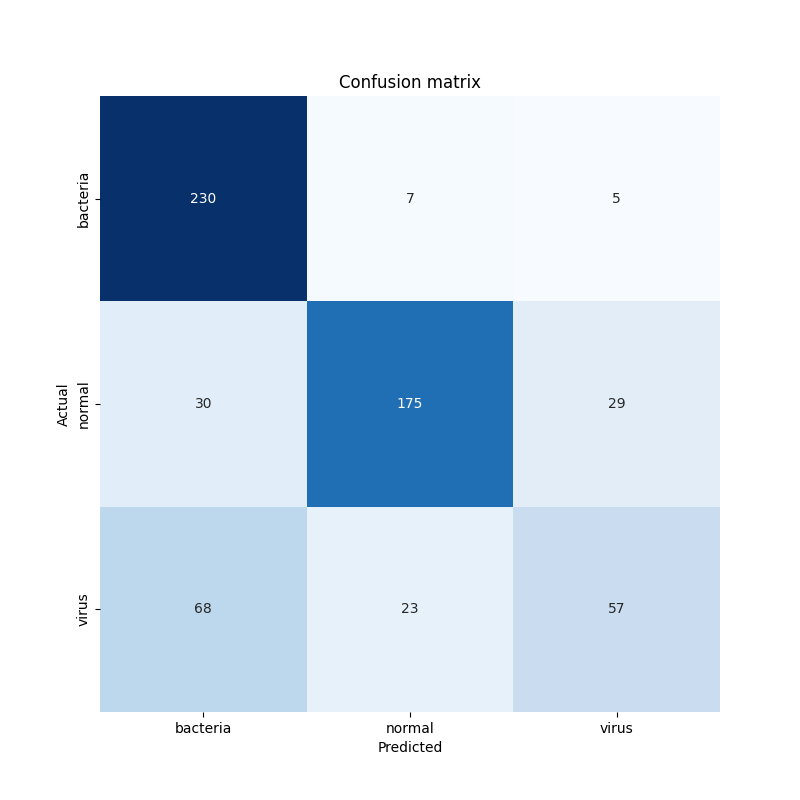 Confusion matrix
bacteria
230
7
5
Actual
normal
30
175
29
virus
68
23
57
bacteria
normal
virus
Predicted